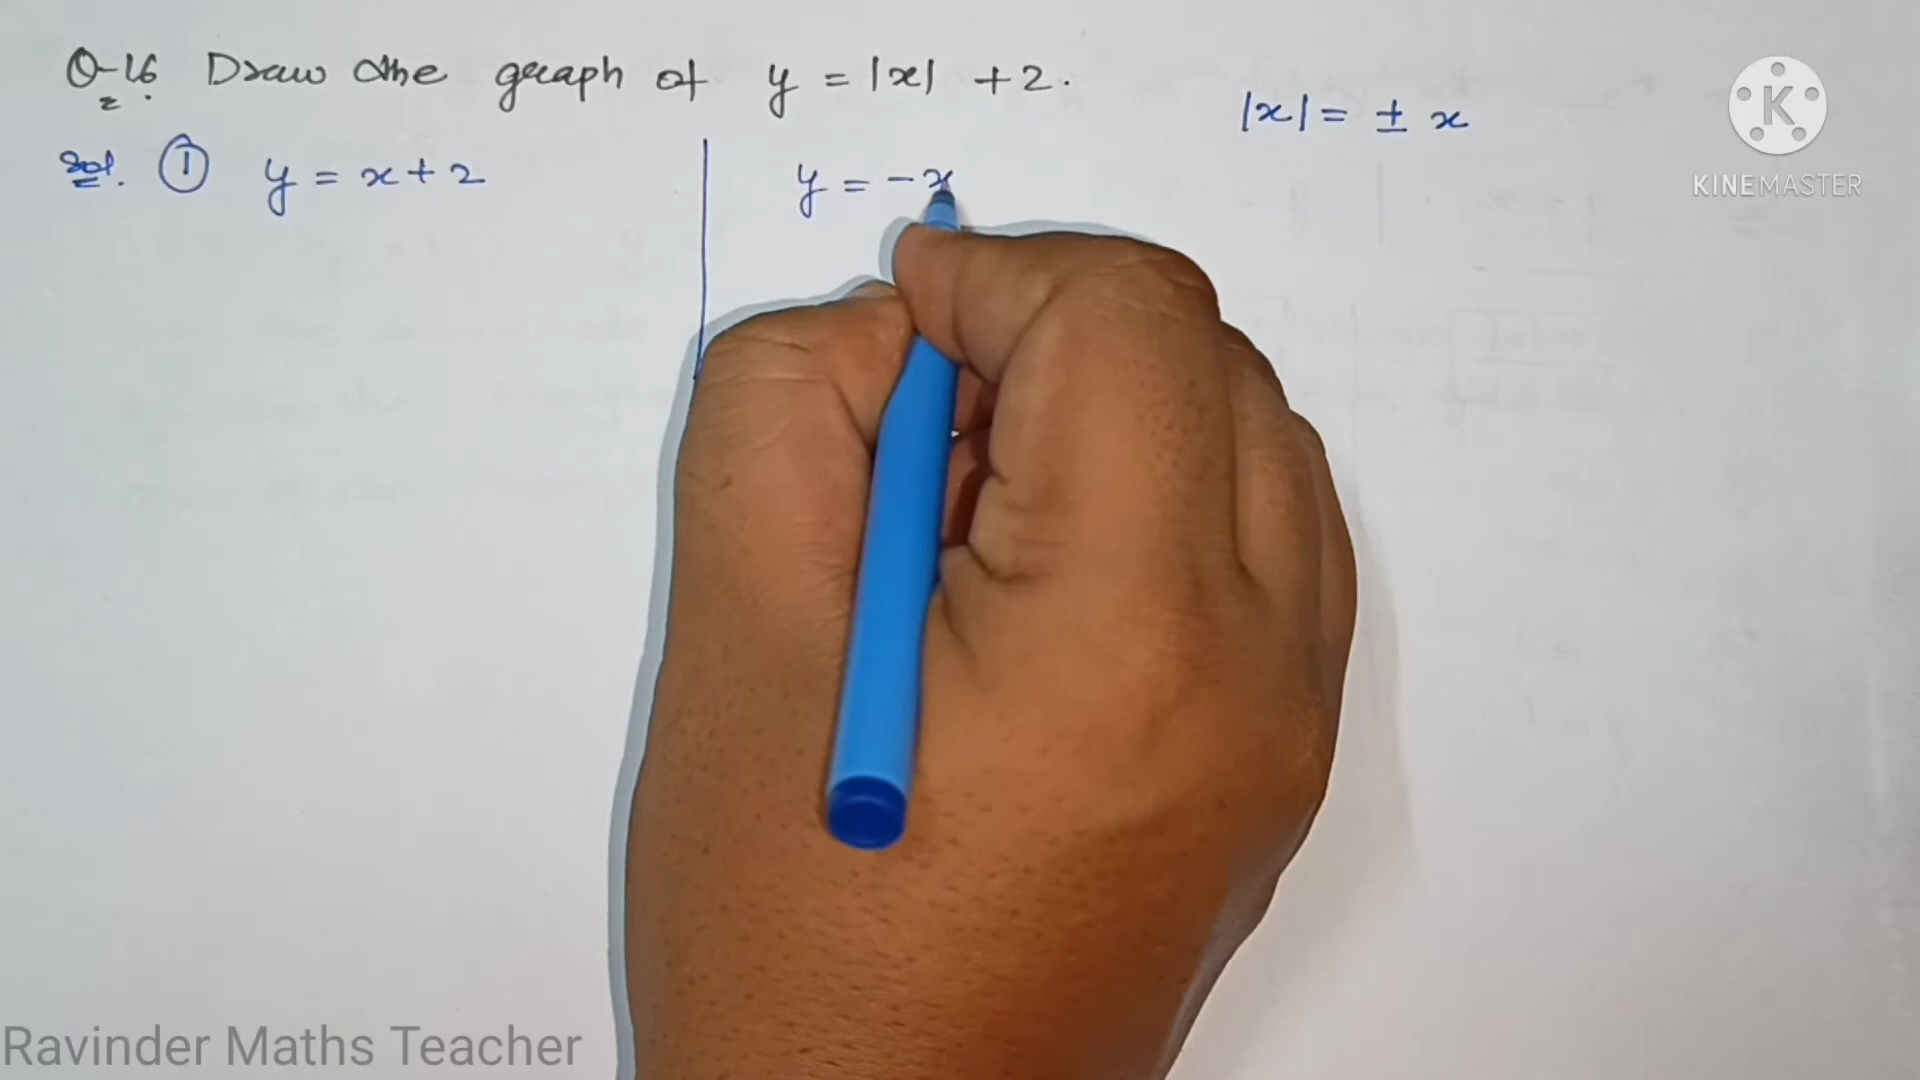 Q-16. Draw the graph of y = |x| + 2.
|x| = ± x
Sol. ① y = x + 2
y = - x
KINEMASTER
Ravinder Maths Teacher